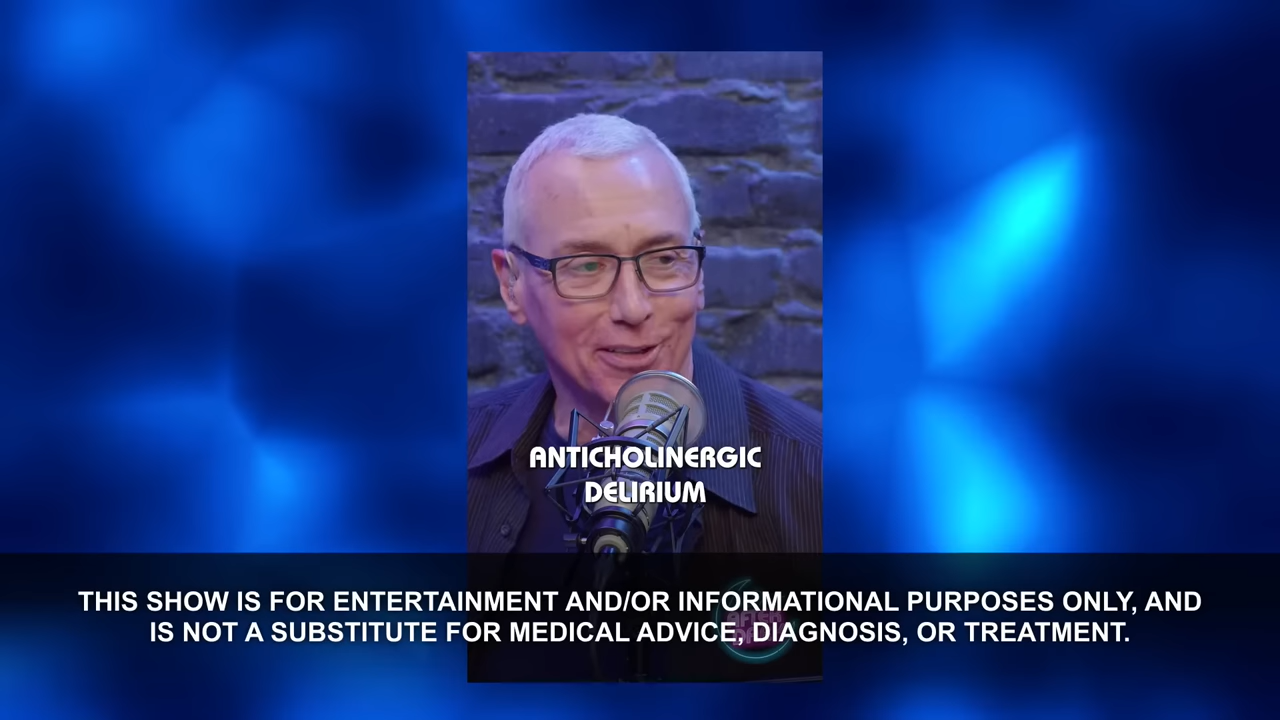 ANTICHOLINERGIC
DELIRIUM
THIS SHOW IS FOR ENTERTAINMENT AND/OR INFORMATIONAL PURPOSES ONLY, AND
IS NOT A SUBSTITUTE FOR MEDICAL ADVICE, DIAGNOSIS, OR TREATMENT.
AFTER